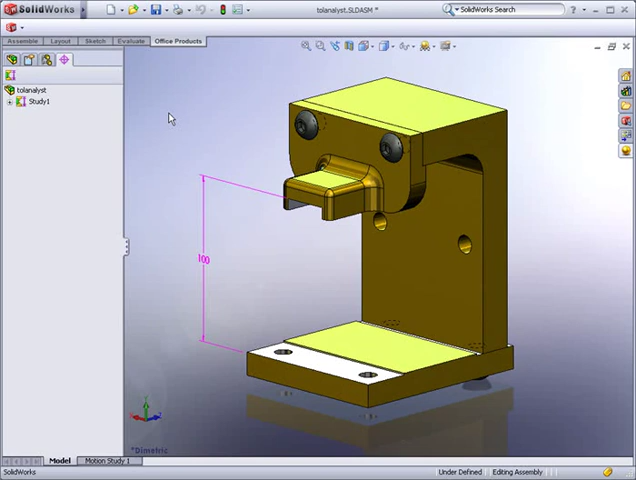 SolidWorks
tolanalyst.SLDASM *
SolidWorks Search
Assemble
Layout
Sketch
Evaluate
Office Products
tolanalyst
Study1
100
*Dimetric
Model
Motion Study 1
SolidWorks
Under Defined
Editing Assembly